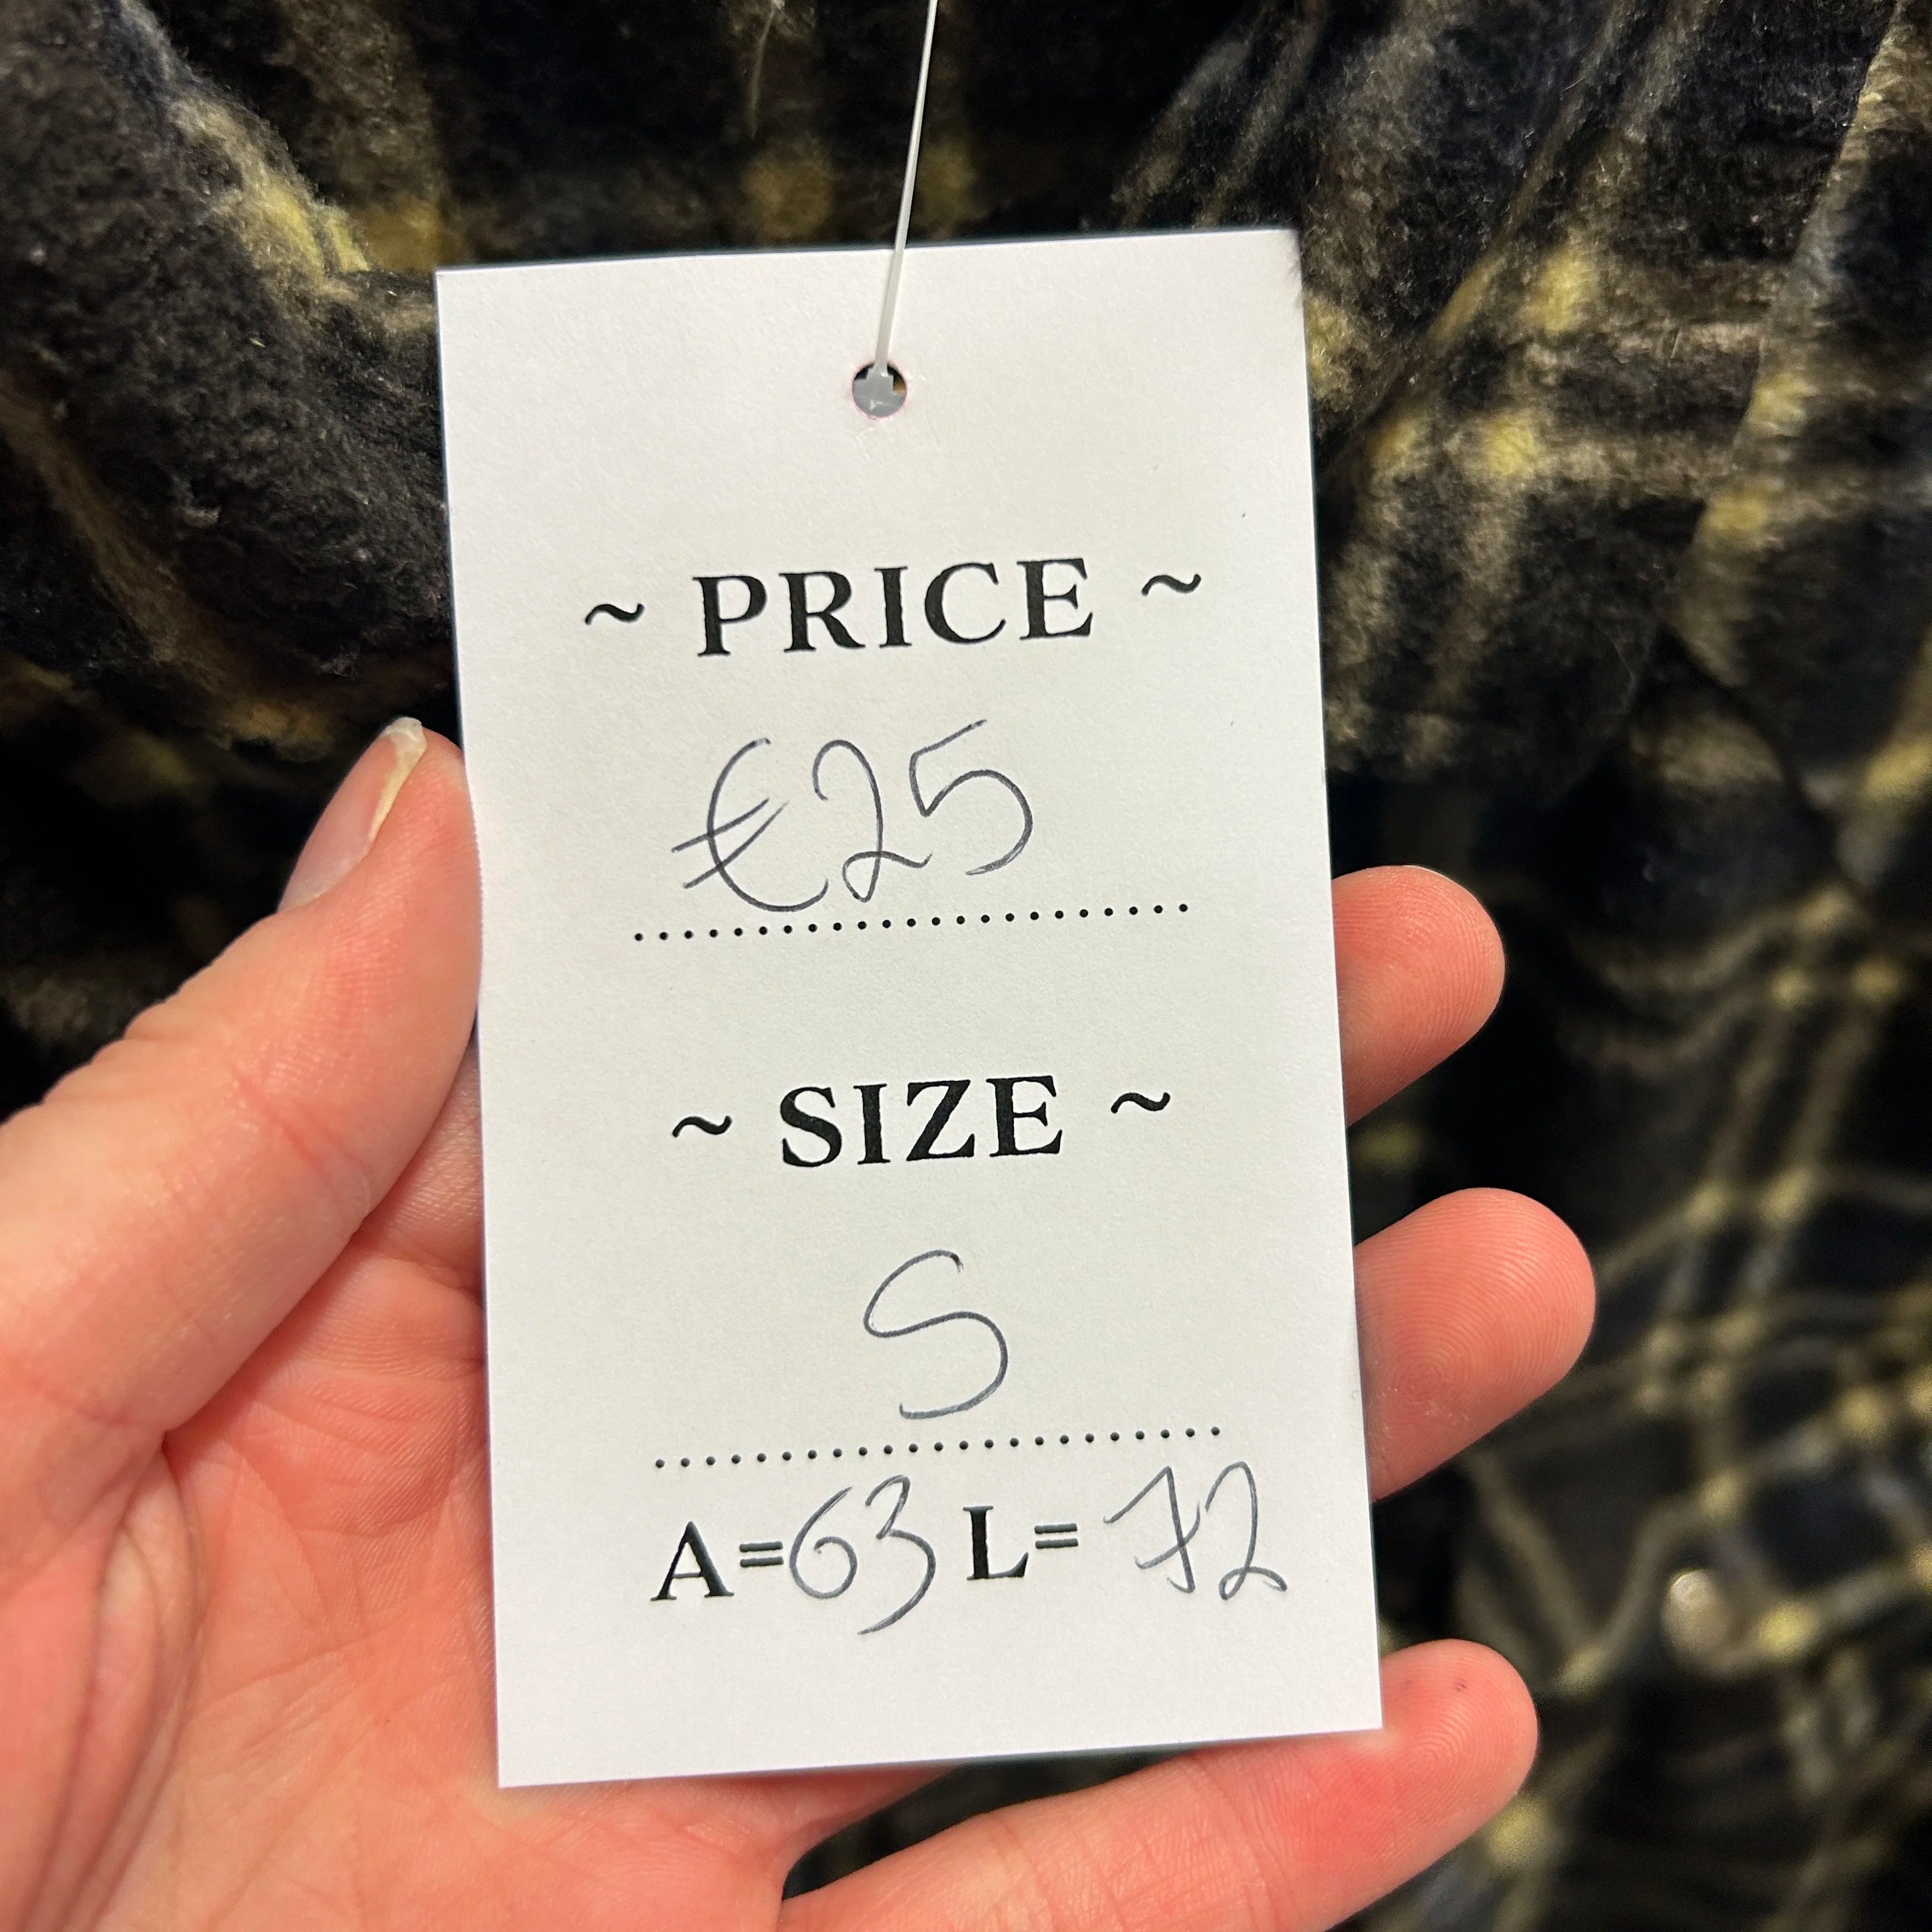 ~ PRICE ~
€25
~ SIZE ~
S
A=63 L=72